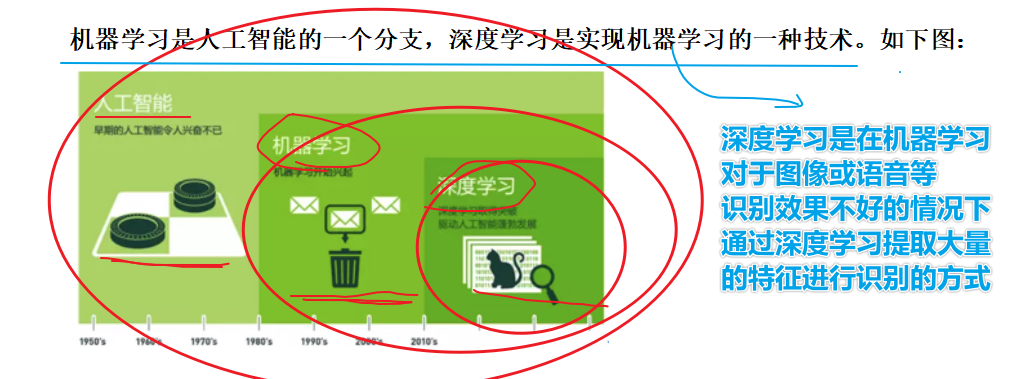 机器学习是人工智能的一个分支，深度学习是实现机器学习的一种技术。如下图：
人工智能
早期的人工智能令人兴奋不已
机器学习
机器学习开始兴起
深度学习
深度学习取得突破
驱动人工智能蓬勃发展
深度学习是在机器学习
对于图像或语音等
识别效果不好的情况下
通过深度学习提取大量
的特征进行识别的方式
1950's 1960's 1970's 1980's 1990's 2000's 2010's